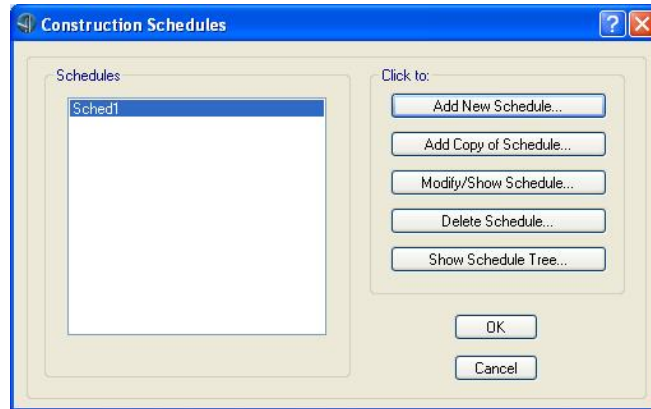 Construction Schedules
Schedules
Sched1
Click to:
Add New Schedule...
Add Copy of Schedule...
Modify/Show Schedule...
Delete Schedule...
Show Schedule Tree...
OK
Cancel